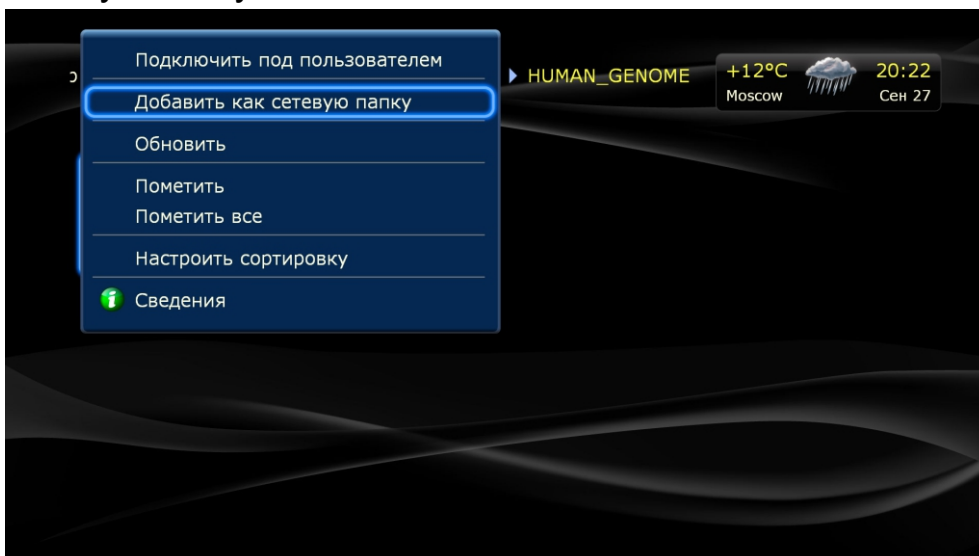 Подключить под пользователем
HUMAN_GENOME
+12°C
20:22
Moscow
Сен 27
Добавить как сетевую папку
Обновить
Пометить
Пометить все
Настроить сортировку
Сведения